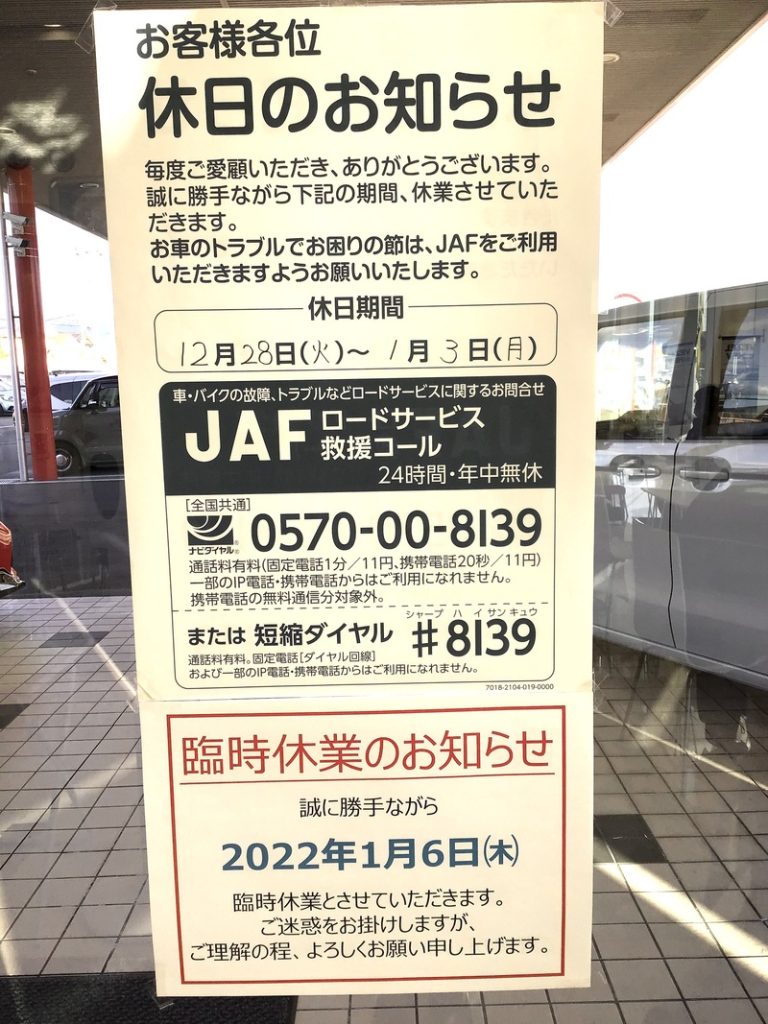 お客様各位
休日のお知らせ
毎度ご愛顧いただき、ありがとうございます。
誠に勝手ながら下記の期間、休業させていた
だきます。
お車のトラブルでお困りの節は、JAFをご利用
いただきますようお願いいたします。
休日期間
12月28日(火)〜1月3日(月)
車・バイクの故障、トラブルなどロードサービスに関するお問合せ
JAF ロードサービス
救援コール
24時間・年中無休
[全国共通]
ナビダイヤル® 0570-00-8139
通話料有料(固定電話1分/11円、携帯電話20秒/11円)
一部のIP電話・携帯電話からはご利用になれません。
携帯電話の無料通信分対象外。
シャープ ハ イ サン キュウ
または 短縮ダイヤル #8139
通話料有料。固定電話[ダイヤル回線]
および一部のIP電話・携帯電話からはご利用になれません。
7018-2104-019-0000
臨時休業のお知らせ
誠に勝手ながら
2022年1月6日㈭
臨時休業とさせていただきます。
ご迷惑をお掛けしますが、
ご理解の程、よろしくお願い申し上げます。